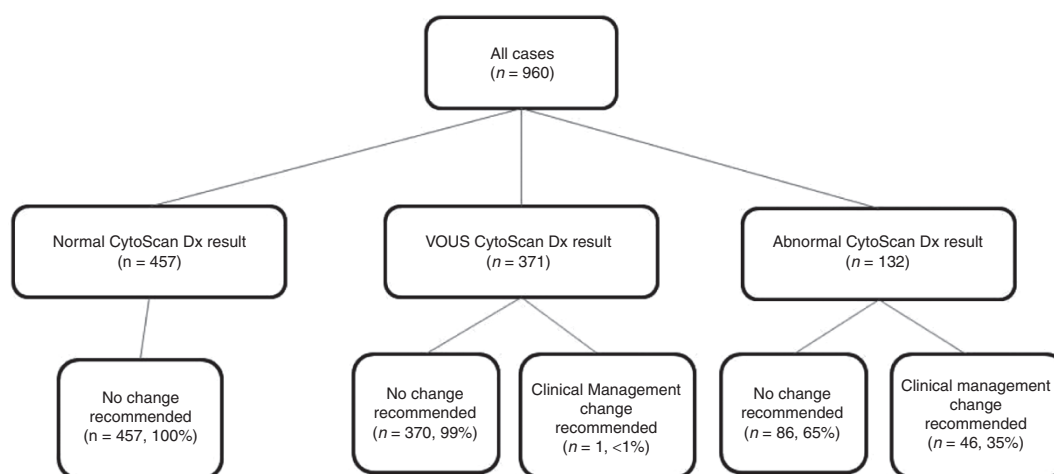 All cases
(n = 960)
Normal CytoScan Dx result
(n = 457)
VOUS CytoScan Dx result
(n = 371)
Abnormal CytoScan Dx result
(n = 132)
No change
recommended
(n = 457, 100%)
No change
recommended
(n = 370, 99%)
Clinical Management
change
recommended
(n = 1, <1%)
No change
recommended
(n = 86, 65%)
Clinical management
change
recommended
(n = 46, 35%)